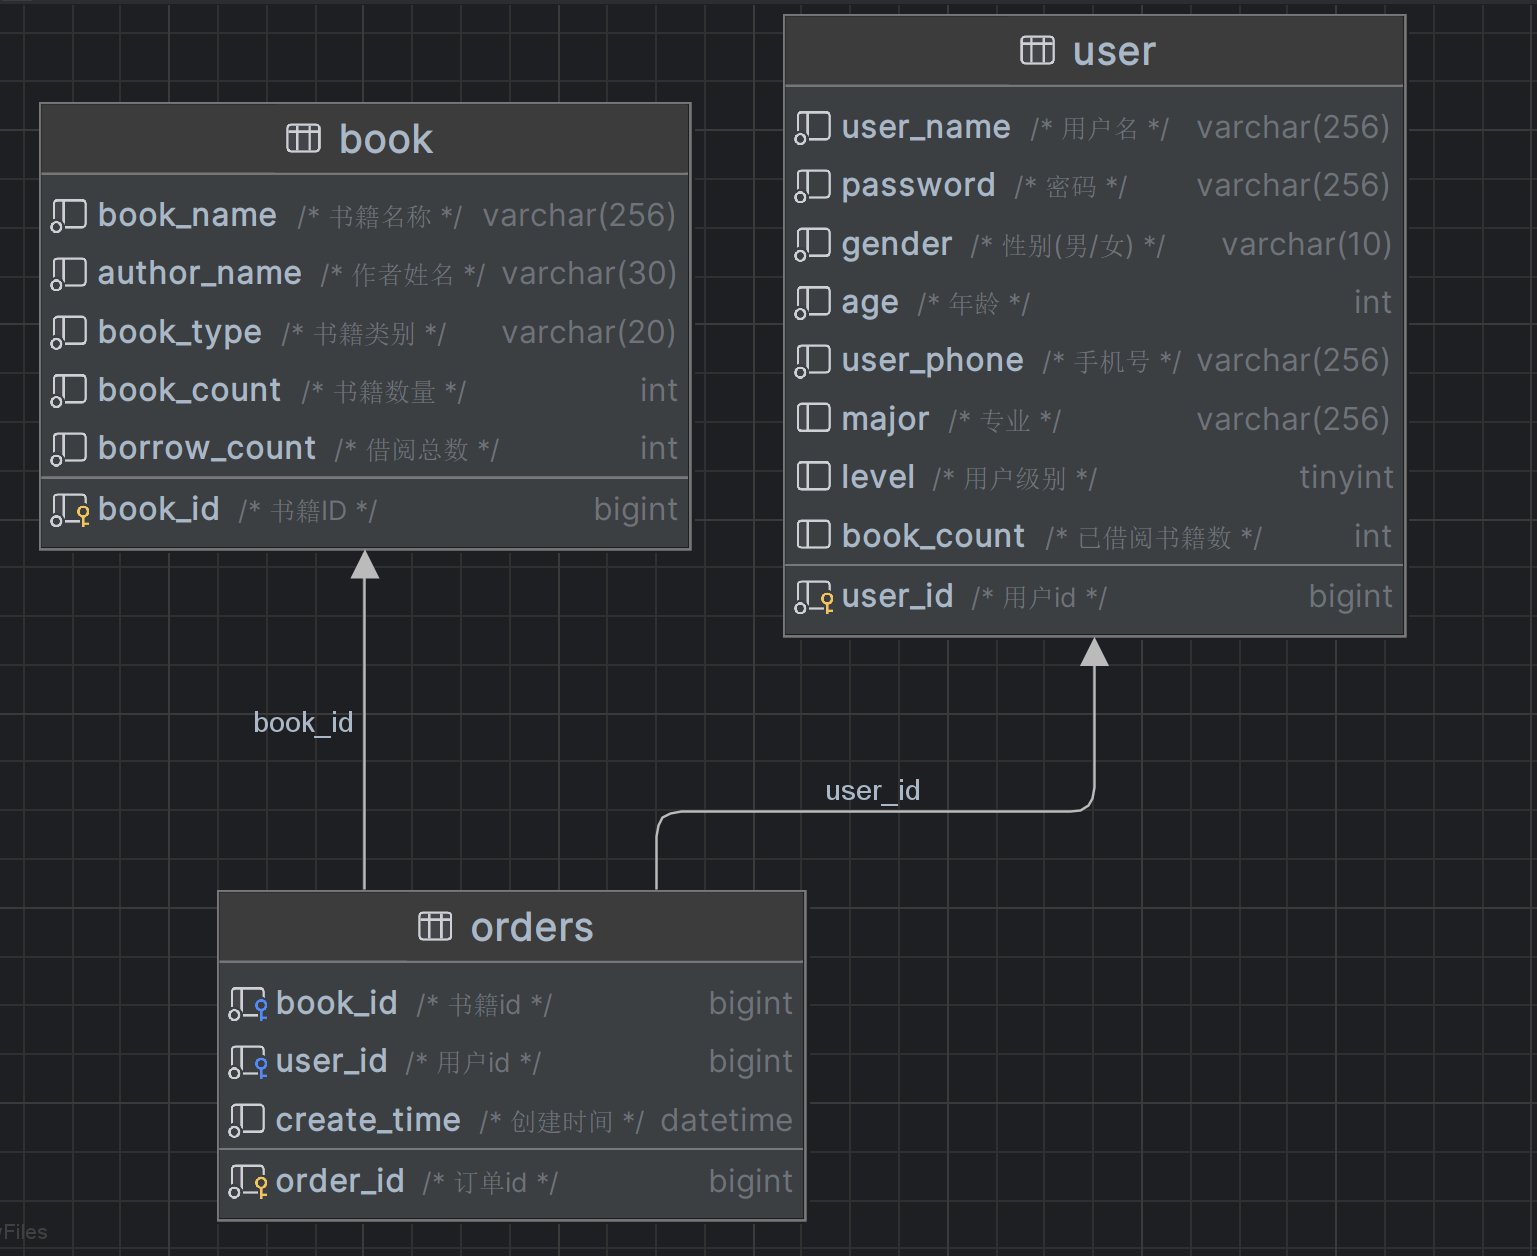 book
book_name /* 书籍名称 */ varchar(256)
author_name /* 作者姓名 */ varchar(30)
book_type /* 书籍类别 */ varchar(20)
book_count /* 书籍数量 */ int
borrow_count /* 借阅总数 */ int
book_id /* 书籍ID */ bigint
user
user_name /* 用户名 */ varchar(256)
password /* 密码 */ varchar(256)
gender /* 性别(男/女) */ varchar(10)
age /* 年龄 */ int
user_phone /* 手机号 */ varchar(256)
major /* 专业 */ varchar(256)
level /* 用户级别 */ tinyint
book_count /* 已借阅书籍数 */ int
user_id /* 用户id */ bigint
book_id
user_id
orders
book_id /* 书籍id */ bigint
user_id /* 用户id */ bigint
create_time /* 创建时间 */ datetime
order_id /* 订单id */ bigint
Files